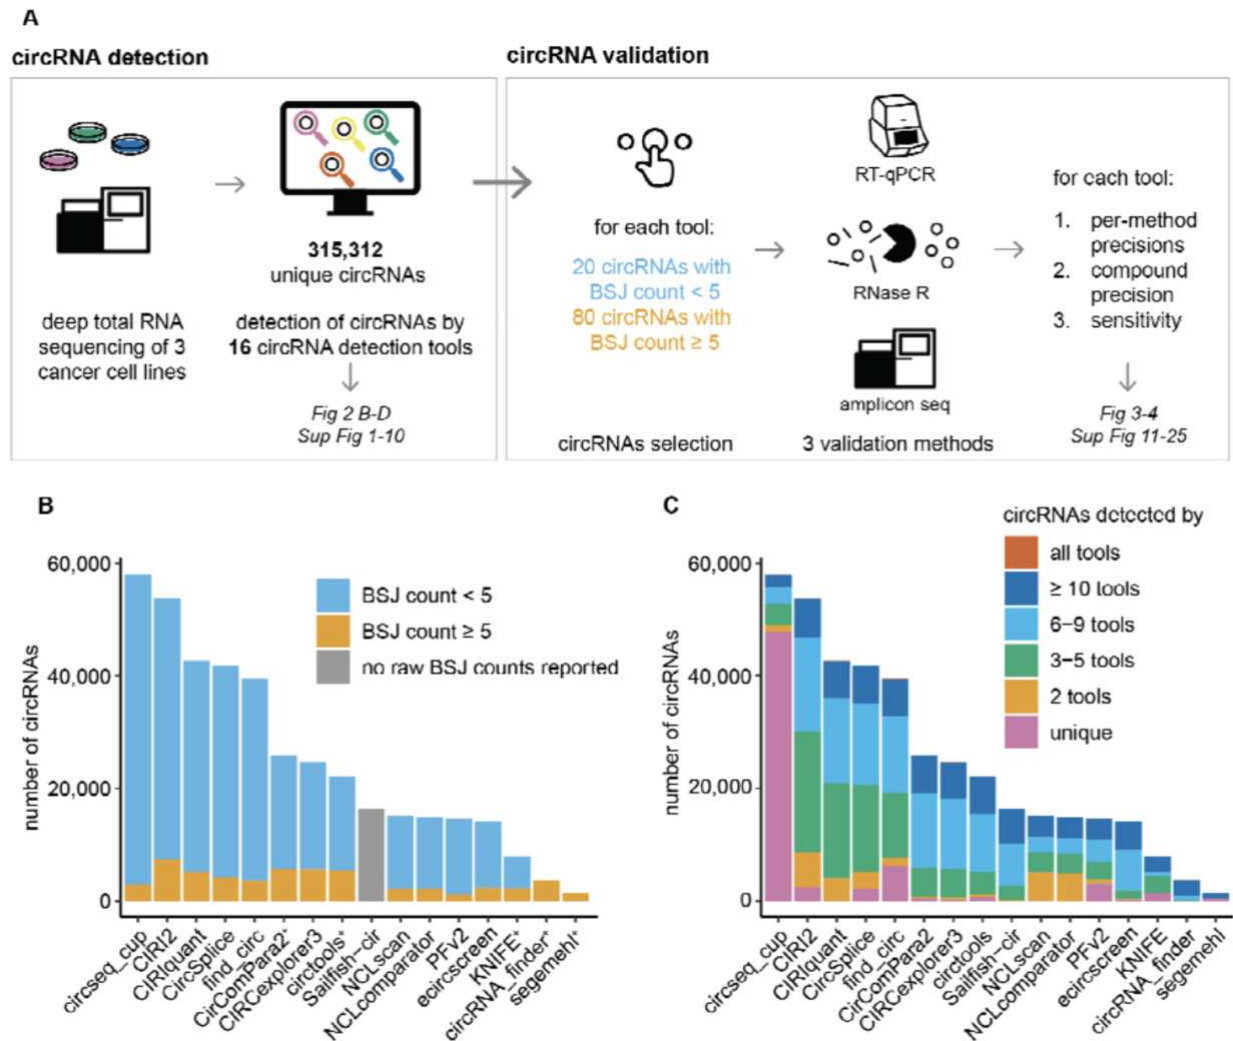 A
circRNA detection
315,312
unique circRNAs
deep total RNA
sequencing of 3
cancer cell lines
detection of circRNAs by
16 circRNA detection tools
Fig 2 B-D
Sup Fig 1-10
circRNA validation
for each tool:
20 circRNAs with
BSJ count < 5
80 circRNAs with
BSJ count ≥ 5
circRNAs selection
RT-qPCR
RNase R
amplicon seq
3 validation methods
for each tool:
1. per-method
precisions
2. compound
precision
3. sensitivity
Fig 3-4
Sup Fig 11-25
B
number of circRNAs
60,000
40,000
20,000
0
BSJ count < 5
BSJ count ≥ 5
no raw BSJ counts reported
circseq_cup
CIRI2
CIRIquant
CircSplice
find_circ
CirComPara2+
CIRCexplorer3
circtools+
Sailfish-cir
NCLscan
NCLcomparator
PFv2
ecircscreen
KNIFE+
circRNA_finder+
segemehl+
C
number of circRNAs
60,000
40,000
20,000
0
circRNAs detected by
all tools
≥ 10 tools
6−9 tools
3−5 tools
2 tools
unique
circseq_cup
CIRI2
CIRIquant
CircSplice
find_circ
CirComPara2
CIRCexplorer3
circtools
Sailfish-cir
NCLscan
NCLcomparator
PFv2
ecircscreen
KNIFE
circRNA_finder
segemehl